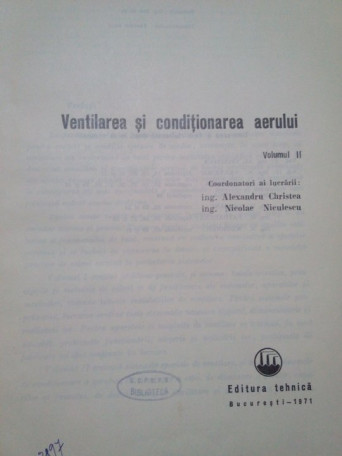 Ventilarea și condiționarea aerului
Volumul II
Coordonatori ai lucrării:
ing. Alexandru Christea
ing. Nicolae Niculescu
Editura tehnică
București—1971